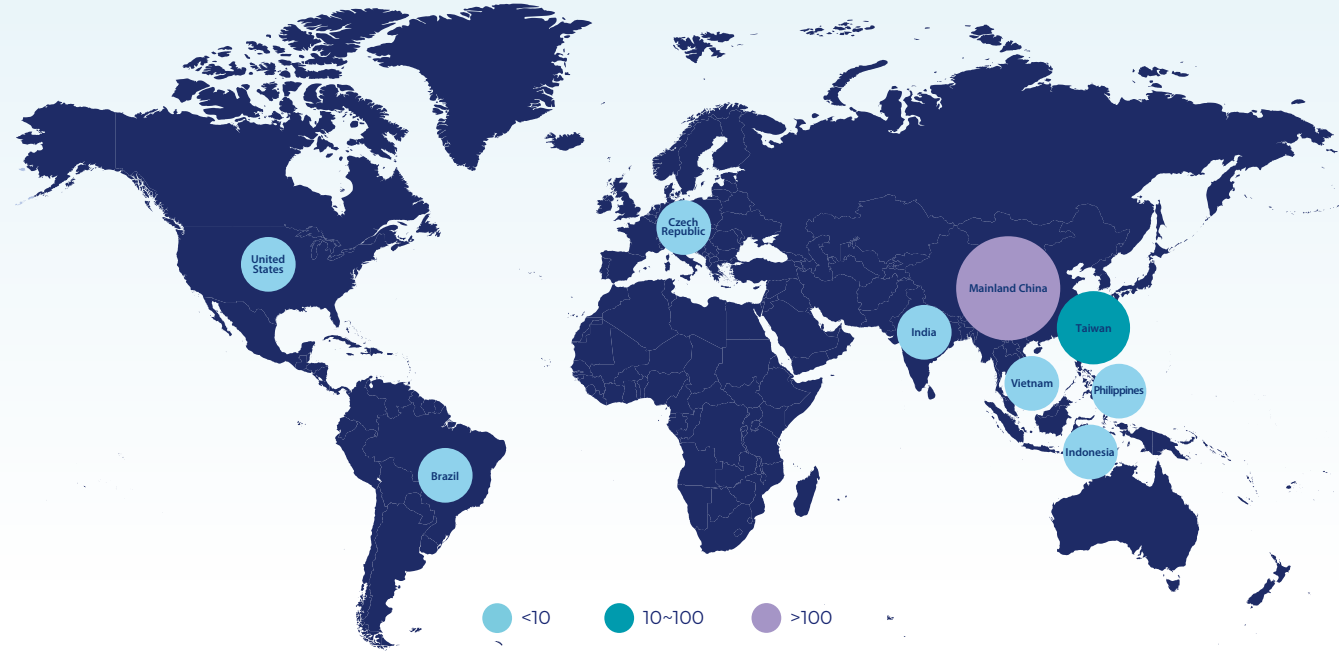 Czech
Republic
United
States
Mainland China
Taiwan
India
Vietnam
Philippines
Indonesia
Brazil
<10
10~100
>100